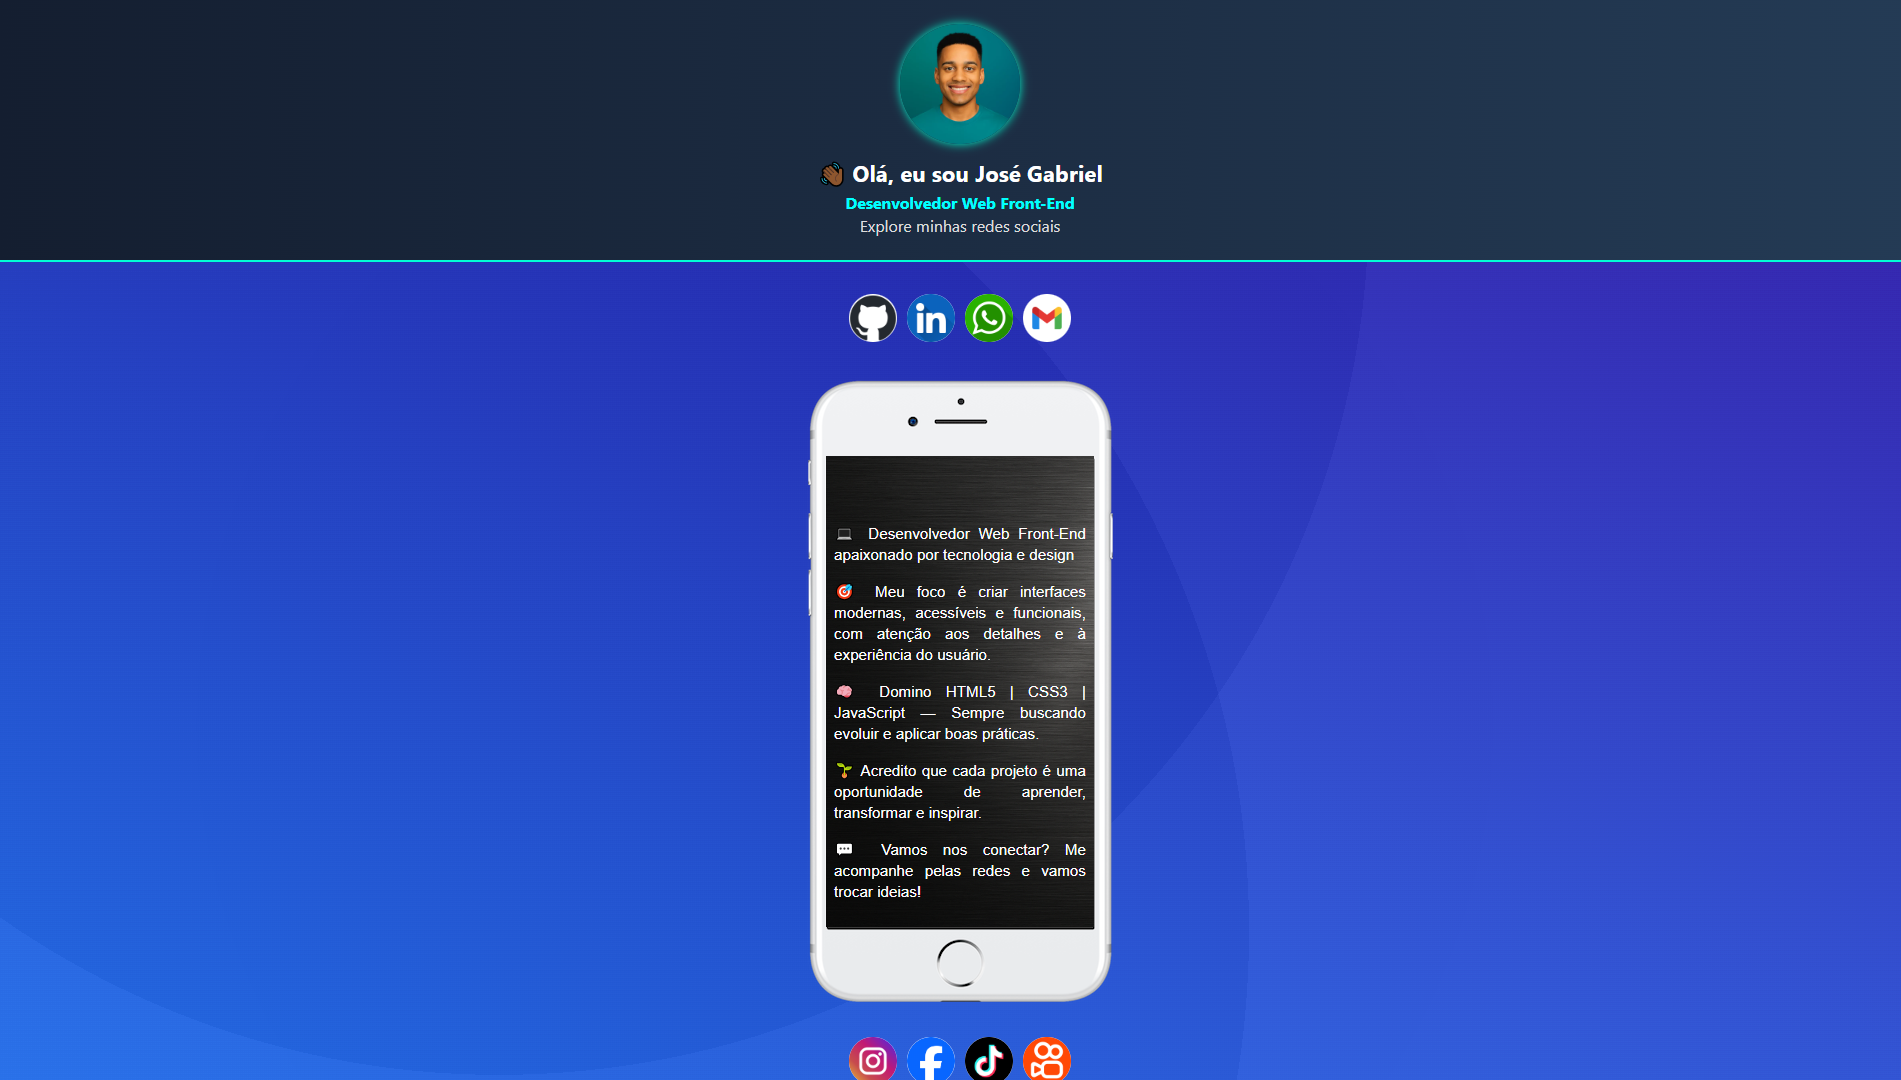 👋🏾 Olá, eu sou José Gabriel
Desenvolvedor Web Front-End
Explore minhas redes sociais
in
💻 Desenvolvedor Web Front-End
apaixonado por tecnologia e design
🎯 Meu foco é criar interfaces
modernas, acessíveis e funcionais,
com atenção aos detalhes e à
experiência do usuário.
🧠 Domino HTML5 | CSS3 |
JavaScript — Sempre buscando
evoluir e aplicar boas práticas.
🌱 Acredito que cada projeto é uma
oportunidade de aprender,
transformar e inspirar.
💬 Vamos nos conectar? Me
acompanhe pelas redes e vamos
trocar ideias!